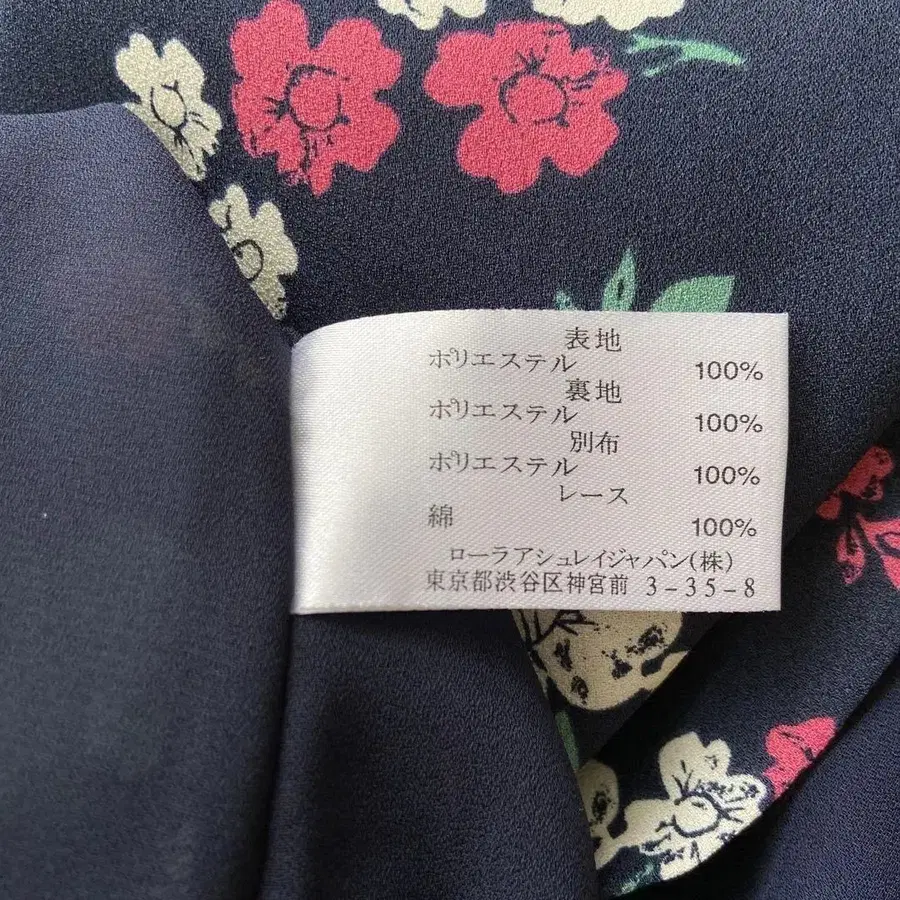 表地
ポリエステル 100%
裏地
ポリエステル 100%
別布
ポリエステル 100%
レース
綿 100%
ローラアシュレイジャパン(株)
東京都渋谷区神宮前 3-35-8